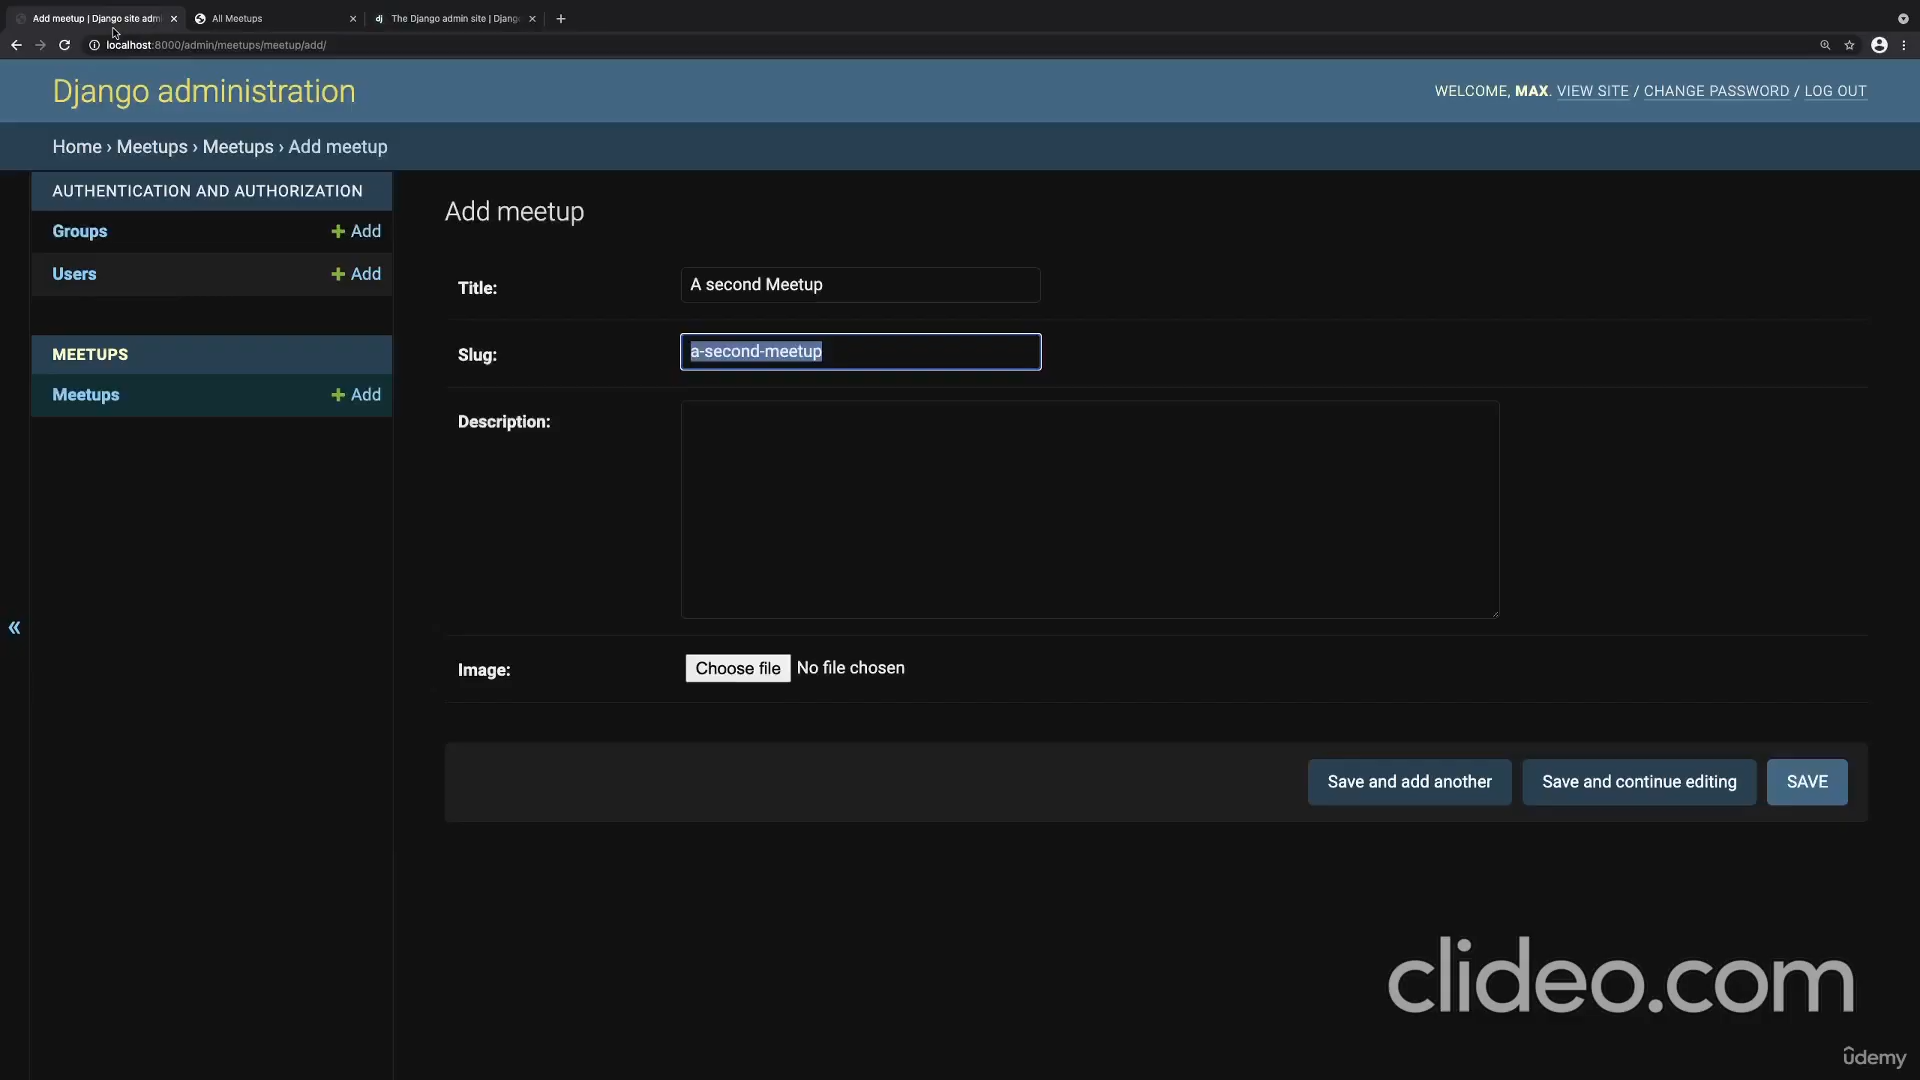 Add meetup | Django site adm
All Meetups
dj The Django admin site | Djang
localhost:8000/admin/meetups/meetup/add/
Django administration
WELCOME, MAX. VIEW SITE / CHANGE PASSWORD / LOG OUT
Home › Meetups › Meetups › Add meetup
AUTHENTICATION AND AUTHORIZATION
Groups + Add
Users + Add
MEETUPS
Meetups + Add
«
Add meetup
Title: A second Meetup
Slug: a-second-meetup
Description:
Image: Choose file No file chosen
Save and add another Save and continue editing SAVE
clideo.com
ûdemy